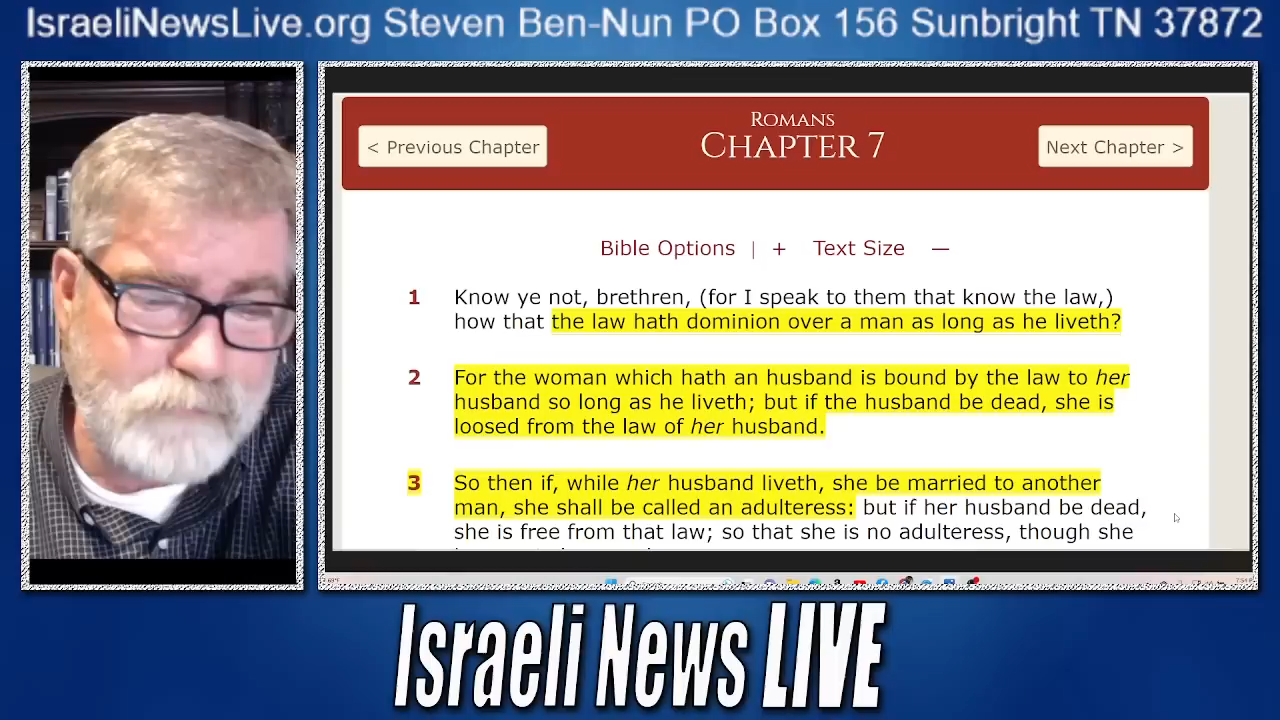 IsraeliNewsLive.org Steven Ben-Nun PO Box 156 Sunbright TN 37872
ROMANS
CHAPTER 7
< Previous Chapter
Next Chapter >
Bible Options | + Text Size —
1 Know ye not, brethren, (for I speak to them that know the law,)
how that the law hath dominion over a man as long as he liveth?
2 For the woman which hath an husband is bound by the law to her
husband so long as he liveth; but if the husband be dead, she is
loosed from the law of her husband.
3 So then if, while her husband liveth, she be married to another
man, she shall be called an adulteress: but if her husband be dead,
she is free from that law; so that she is no adulteress, though she
Israeli News LIVE